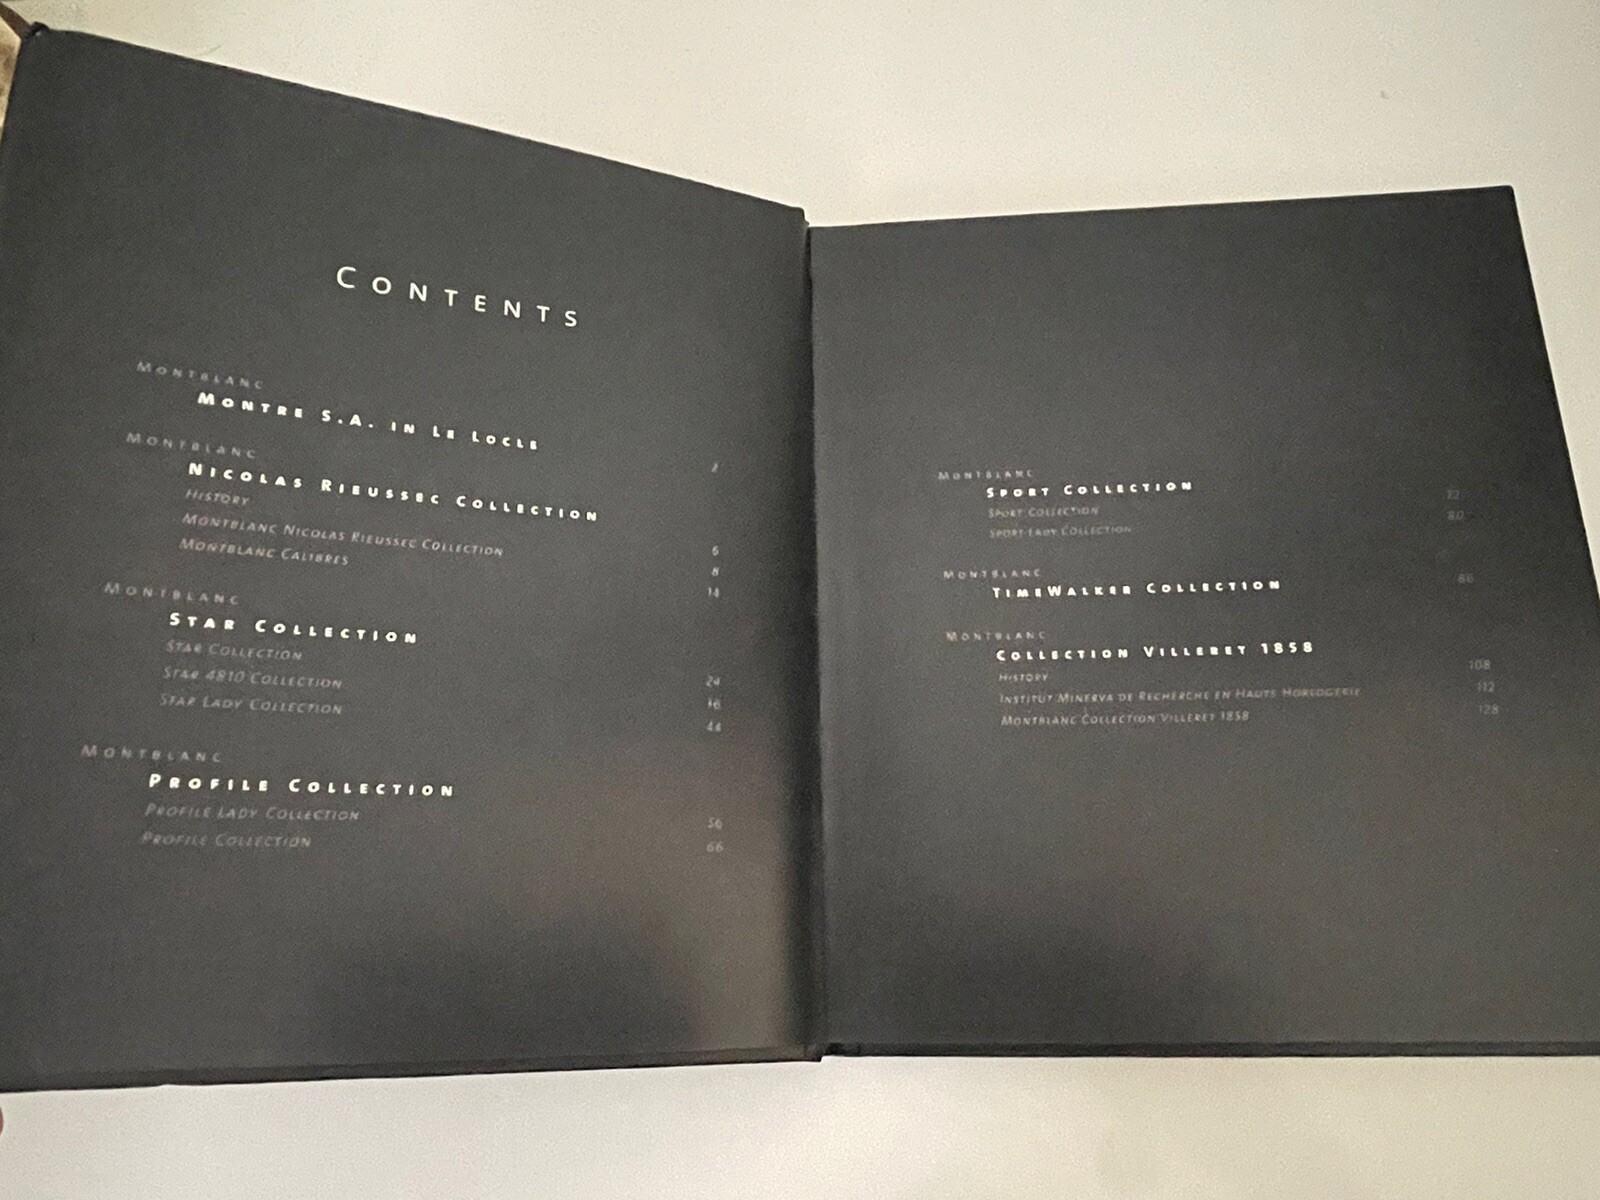 CONTENTS
MONTBLANC
MONTRE S.A. IN LE LOCLE
MONTBLANC
NICOLAS RIEUSSEC COLLECTION
HISTORY 6
MONTBLANC NICOLAS RIEUSSEC COLLECTION 8
MONTBLANC CALIBRES 14
MONTBLANC
STAR COLLECTION
STAR COLLECTION 24
STAR 4810 COLLECTION
STAR LADY COLLECTION 44
MONTBLANC
PROFILE COLLECTION
PROFILE LADY COLLECTION 56
PROFILE COLLECTION 66
MONTBLANC
SPORT COLLECTION
SPORT COLLECTION 72
SPORT LADY COLLECTION 80
MONTBLANC
TIMEWALKER COLLECTION 86
MONTBLANC
COLLECTION VILLERET 1858
HISTORY 108
INSTITUT MINERVA DE RECHERCHE EN HAUTE HORLOGERIE 112
MONTBLANC COLLECTION VILLERET 1858 128